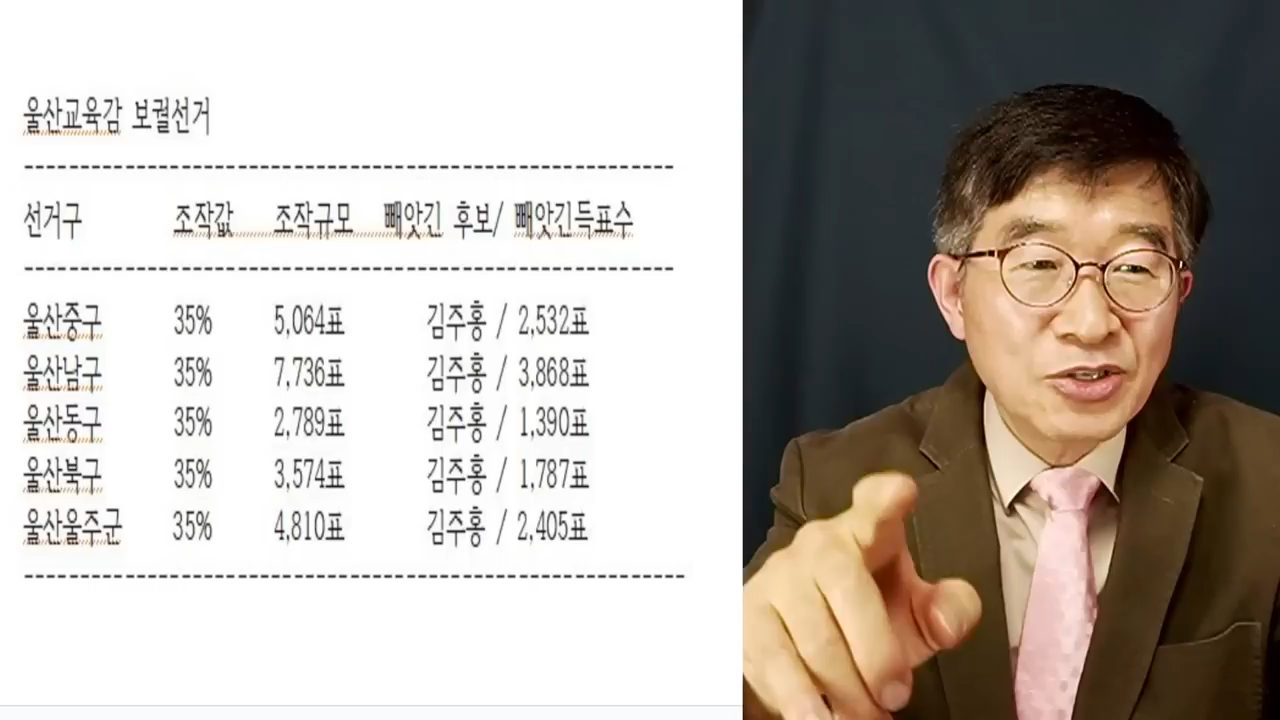 울산교육감 보궐선거
선거구 조작값 조작규모 빼앗긴 후보/ 빼앗긴득표수
울산중구 35% 5,064표 김주홍 / 2,532표
울산남구 35% 7,736표 김주홍 / 3,868표
울산동구 35% 2,789표 김주홍 / 1,390표
울산북구 35% 3,574표 김주홍 / 1,787표
울산울주군 35% 4,810표 김주홍 / 2,405표